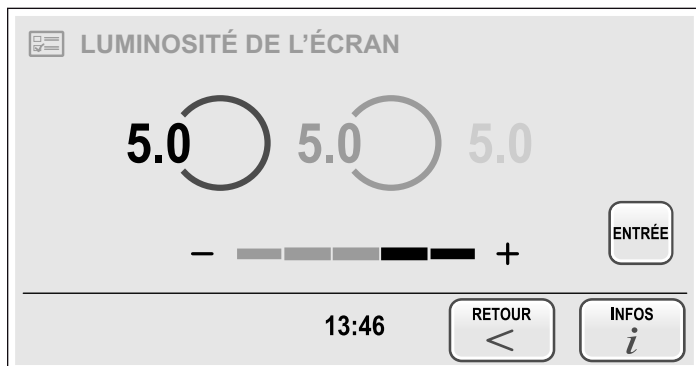 LUMINOSITÉ DE L'ÉCRAN
5.0 5.0 5.0
ENTRÉE
− +
13:46
RETOUR
<
INFOS
i